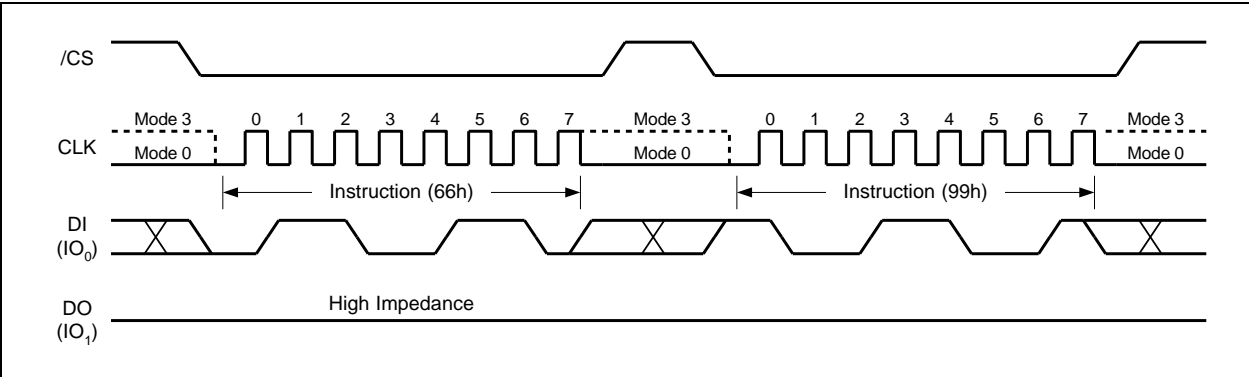 /CS
Mode 3 0 1 2 3 4 5 6 7 Mode 3 0 1 2 3 4 5 6 7 Mode 3
CLK
Mode 0 Mode 0 Mode 0
Instruction (66h) Instruction (99h)
DI
(IO0)
DO
(IO1)
High Impedance